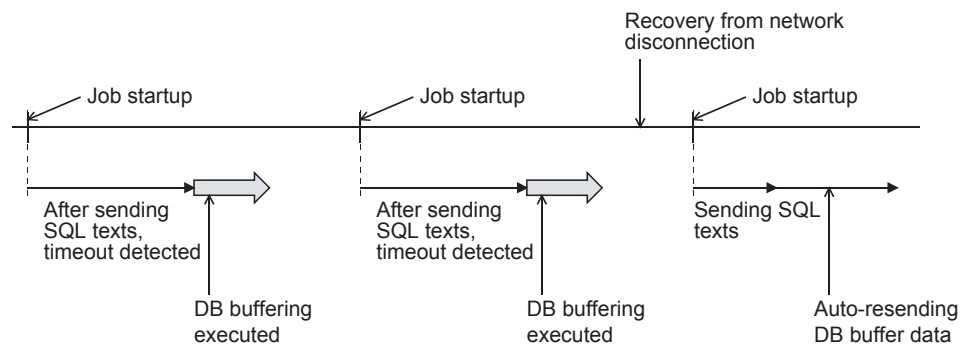 Recovery from network
disconnection
Job startup
Job startup
Job startup
After sending
SQL texts,
timeout detected
After sending
SQL texts,
timeout detected
Sending SQL
texts
DB buffering
executed
DB buffering
executed
Auto-resending
DB buffer data